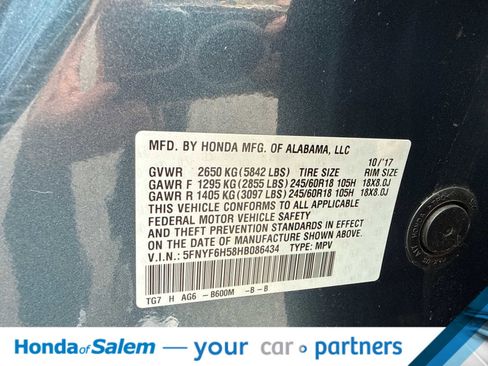 MFD. BY HONDA MFG. OF ALABAMA, LLC
10/'17
GVWR 2650 KG (5842 LBS) TIRE SIZE RIM SIZE
GAWR F 1295 KG (2855 LBS) 245/60R18 105H 18X8.0J
GAWR R 1405 KG (3097 LBS) 245/60R18 105H 18X8.0J
THIS VEHICLE CONFORMS TO ALL APPLICABLE
FEDERAL MOTOR VEHICLE SAFETY
AND THEFT PREVENTION STANDARDS IN EFFECT
ON THE DATE OF MANUFACTURE SHOWN ABOVE.
V.I.N.: 5FNYF6H58HB086434 TYPE: MPV
TG7 H AG6 -B600M -B -B
Honda of Salem — your car partners